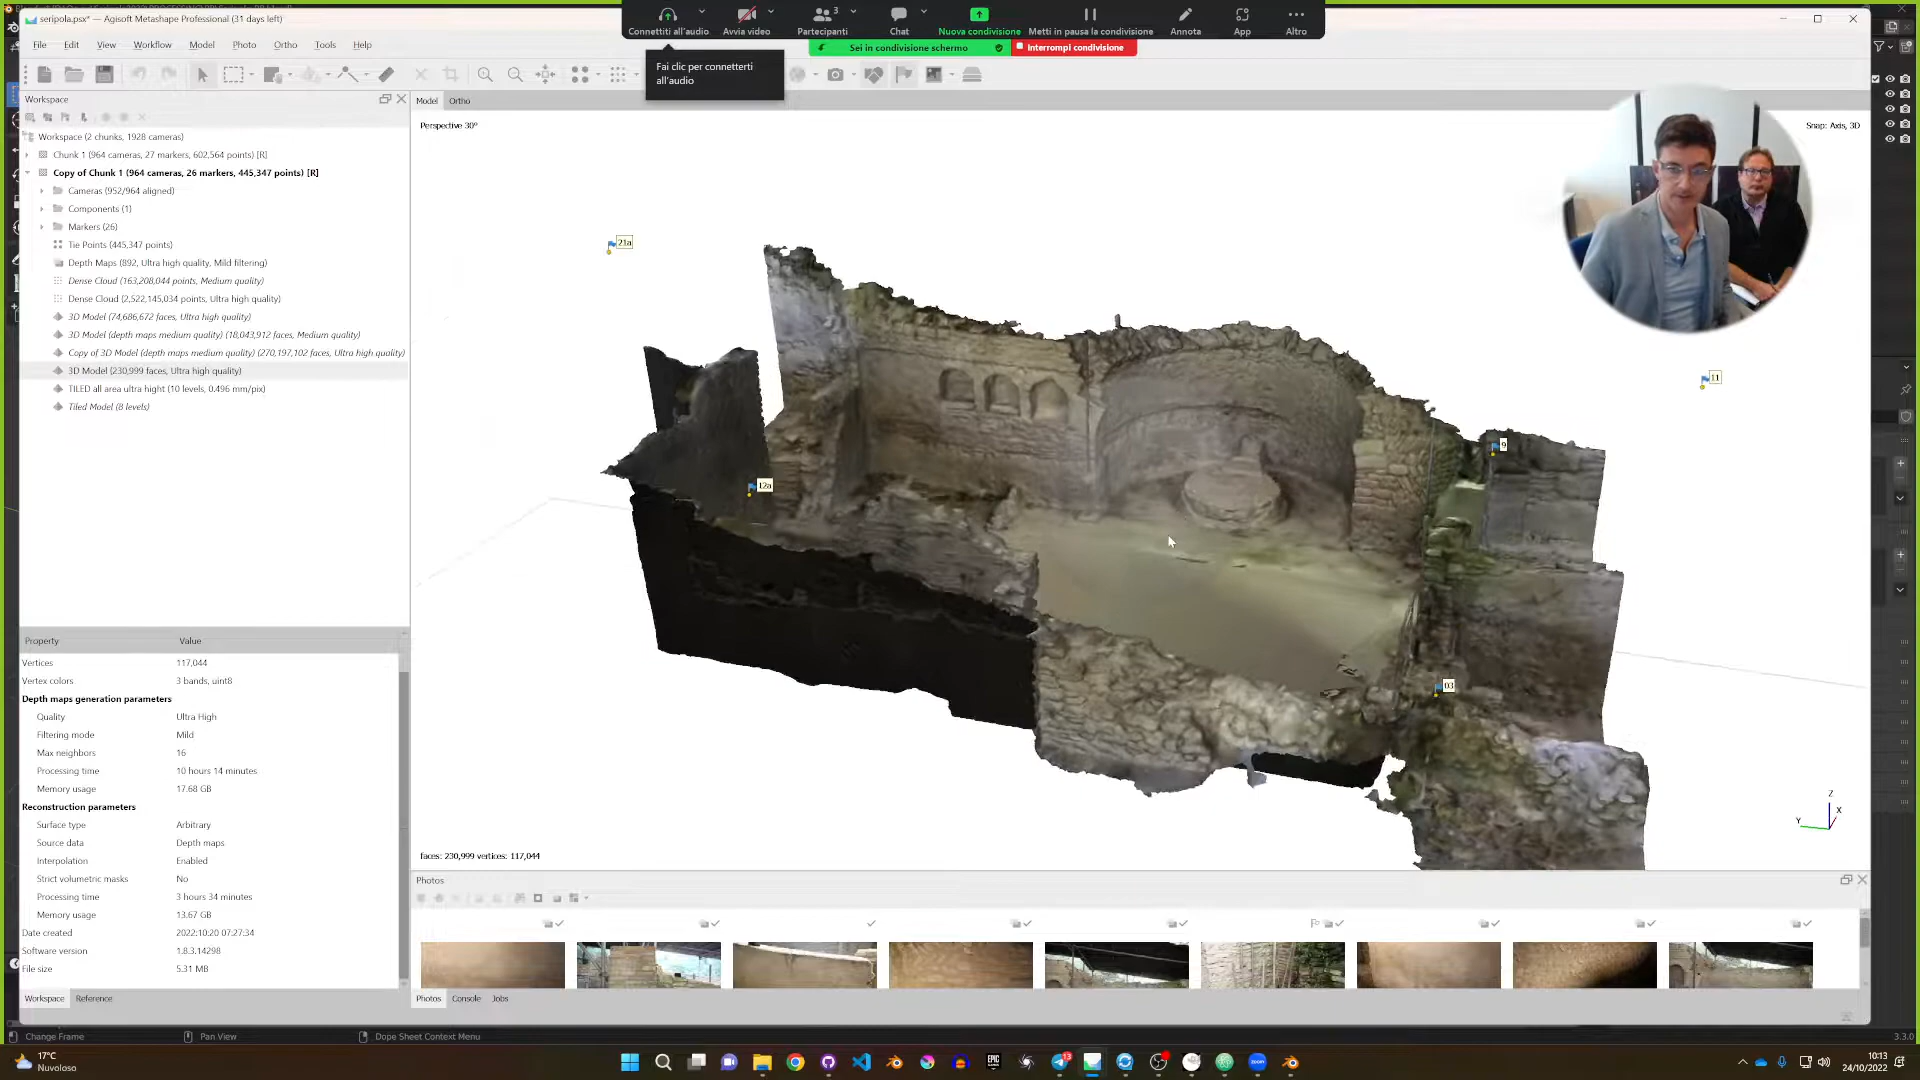 seripola.psx* — Agisoft Metashape Professional (31 days left)
Connettiti all'audio
Avvia video
Partecipanti
3
Chat
Nuova condivisione
Metti in pausa la condivisione
Annota
App
Altro
Sei in condivisione schermo
Interrompi condivisione
Fai clic per connetterti
all'audio
File Edit View Workflow Model Photo Ortho Tools Help
Workspace
Workspace (2 chunks, 1928 cameras)
Chunk 1 (964 cameras, 27 markers, 602,564 points) [R]
Copy of Chunk 1 (964 cameras, 26 markers, 445,347 points) [R]
Cameras (952/964 aligned)
Components (1)
Markers (26)
Tie Points (445,347 points)
Depth Maps (892, Ultra high quality, Mild filtering)
Dense Cloud (163,208,044 points, Medium quality)
Dense Cloud (2,522,145,034 points, Ultra high quality)
3D Model (74,686,672 faces, Ultra high quality)
3D Model (depth maps medium quality) (18,043,912 faces, Medium quality)
Copy of 3D Model (depth maps medium quality) (270,197,102 faces, Ultra high quality)
3D Model (230,999 faces, Ultra high quality)
TILED all area ultra hight (10 levels, 0.496 mm/pix)
Tiled Model (8 levels)
Model Ortho
Perspective 30°
Snap: Axis, 3D
21a
11
9
12a
03
Z
X
Y
faces: 230,999 vertices: 117,044
Property Value
Vertices 117,044
Vertex colors 3 bands, uint8
Depth maps generation parameters
Quality Ultra High
Filtering mode Mild
Max neighbors 16
Processing time 10 hours 14 minutes
Memory usage 17.68 GB
Reconstruction parameters
Surface type Arbitrary
Source data Depth maps
Interpolation Enabled
Strict volumetric masks No
Processing time 3 hours 34 minutes
Memory usage 13.67 GB
Date created 2022:10:20 07:27:34
Software version 1.8.3.14298
File size 5.31 MB
Workspace Reference
Photos
Photos Console Jobs
Change Frame
Pan View
Dope Sheet Context Menu
3.3.0
17°C
Nuvoloso
EPIC
13
zoom
10:13
24/10/2022